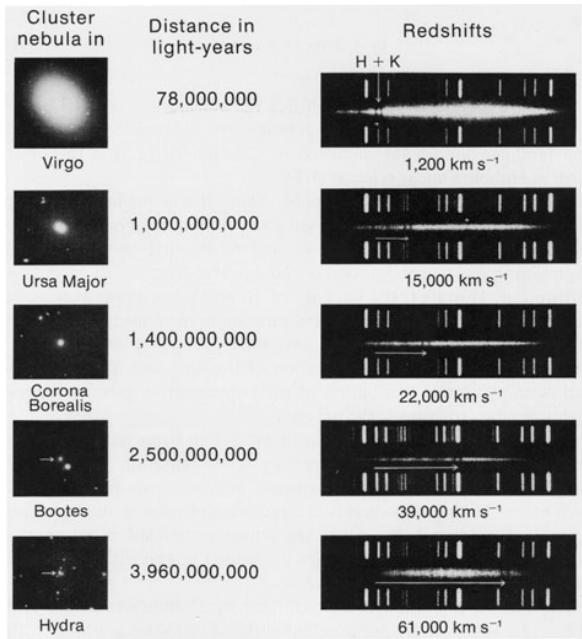 Cluster
nebula in
Distance in
light-years
Redshifts
H + K
78,000,000
Virgo
1,200 km s⁻¹
1,000,000,000
Ursa Major
15,000 km s⁻¹
1,400,000,000
Corona
Borealis
22,000 km s⁻¹
2,500,000,000
Bootes
39,000 km s⁻¹
3,960,000,000
Hydra
61,000 km s⁻¹